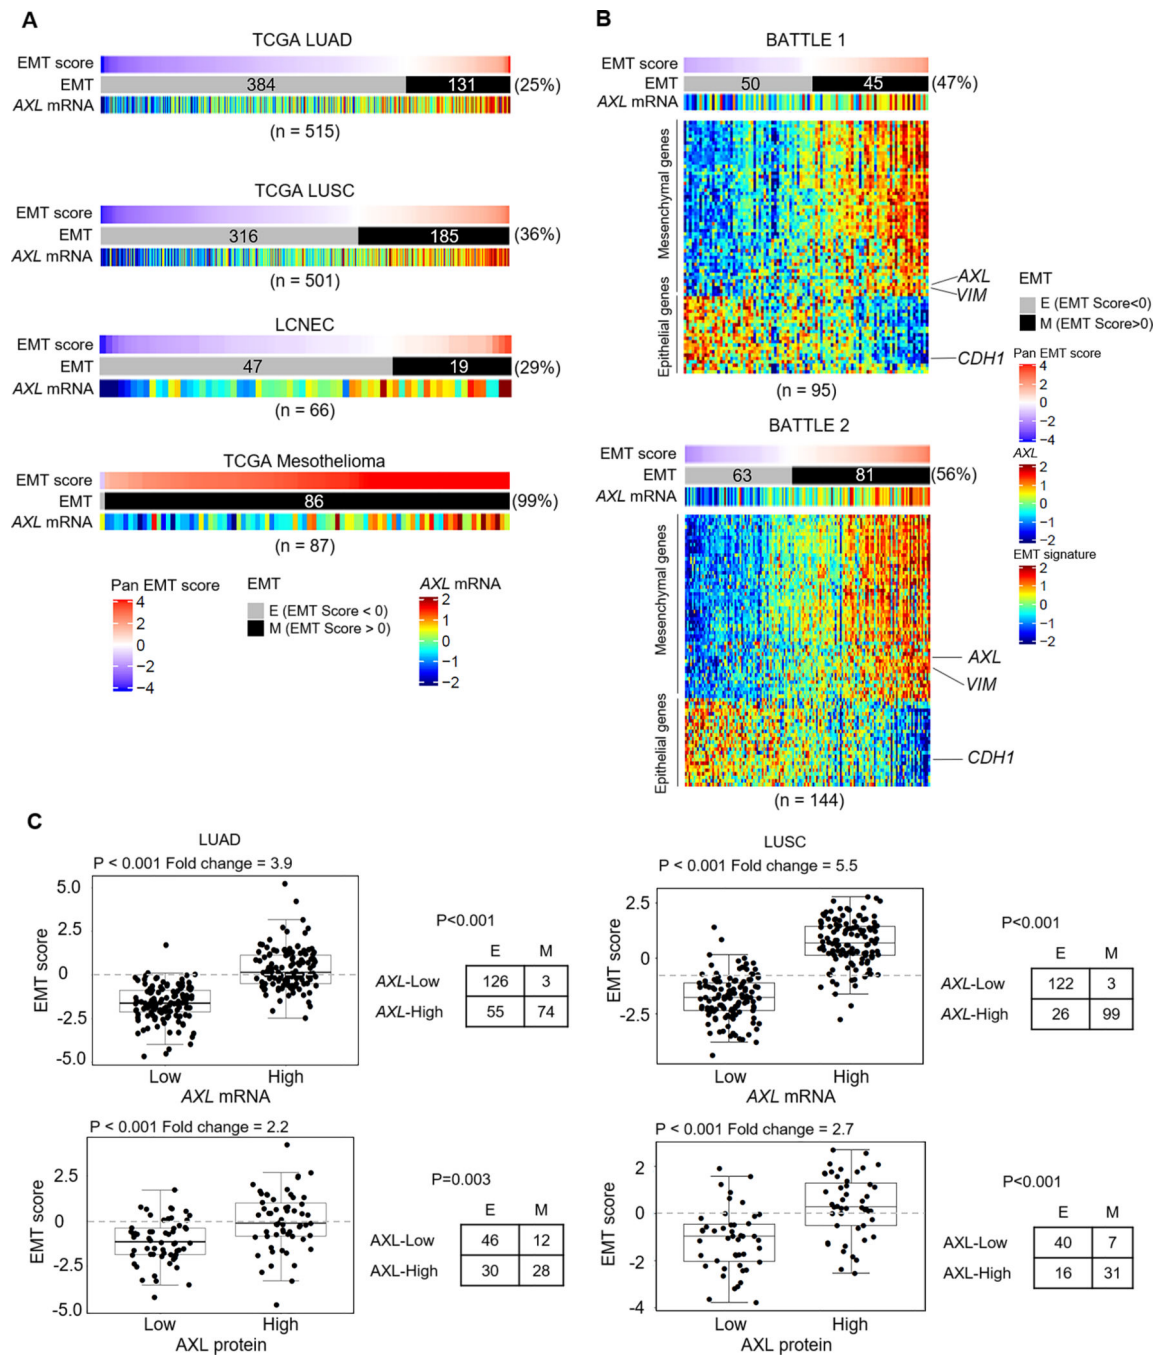 A
TCGA LUAD
EMT score
EMT 384 131 (25%)
AXL mRNA
(n = 515)
TCGA LUSC
EMT score
EMT 316 185 (36%)
AXL mRNA
(n = 501)
LCNEC
EMT score
EMT 47 19 (29%)
AXL mRNA
(n = 66)
TCGA Mesothelioma
EMT score
EMT 86 (99%)
AXL mRNA
(n = 87)
Pan EMT score
4
2
0
−2
−4
EMT
E (EMT Score < 0)
M (EMT Score > 0)
AXL mRNA
2
1
0
−1
−2
B
BATTLE 1
EMT score
EMT 50 45 (47%)
AXL mRNA
Mesenchymal genes
Epithelial genes
AXL
VIM
CDH1
(n = 95)
BATTLE 2
EMT score
EMT 63 81 (56%)
AXL mRNA
Mesenchymal genes
Epithelial genes
AXL
VIM
CDH1
(n = 144)
EMT
E (EMT Score<0)
M (EMT Score>0)
Pan EMT score
4
2
0
−2
−4
AXL
2
1
0
−1
−2
EMT signature
2
1
0
−1
−2
C
LUAD
P < 0.001 Fold change = 3.9
EMT score
5.0
2.5
0
-2.5
-5.0
Low High
AXL mRNA
P<0.001
E M
AXL-Low 126 3
AXL-High 55 74
LUSC
P < 0.001 Fold change = 5.5
EMT score
2.5
0
-2.5
Low High
AXL mRNA
P<0.001
E M
AXL-Low 122 3
AXL-High 26 99
P < 0.001 Fold change = 2.2
EMT score
2.5
0
-2.5
-5.0
Low High
AXL protein
P=0.003
E M
AXL-Low 46 12
AXL-High 30 28
P < 0.001 Fold change = 2.7
EMT score
2
0
-2
-4
Low High
AXL protein
P<0.001
E M
AXL-Low 40 7
AXL-High 16 31